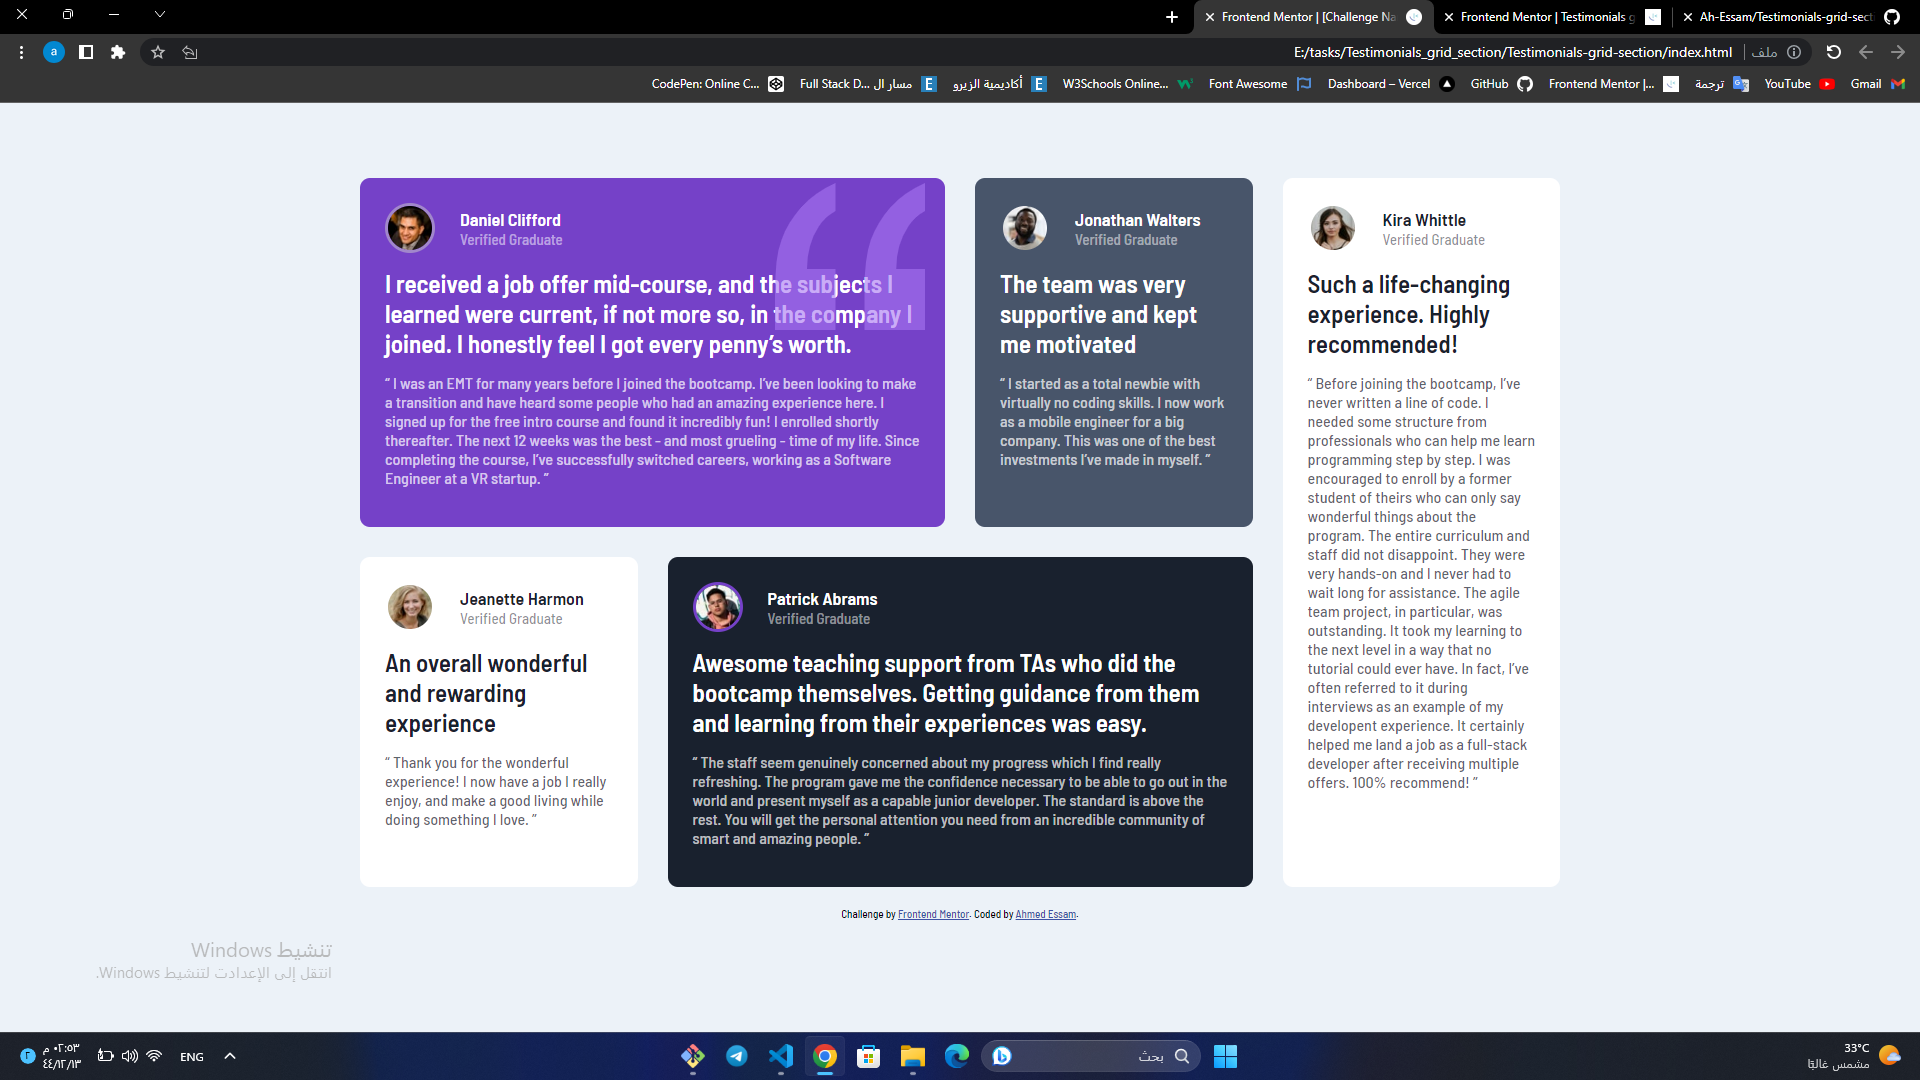 Frontend Mentor | [Challenge Na
Frontend Mentor | Testimonials g
Ah-Essam/Testimonials-grid-sect
a
E:/tasks/Testimonials_grid_section/Testimonials-grid-section/index.html
ملف
CodePen: Online C...
Full Stack D... مسار ال
أكاديمية الزيرو
W3Schools Online...
Font Awesome
Dashboard – Vercel
GitHub
Frontend Mentor |...
ترجمة
YouTube
Gmail
Daniel Clifford
Verified Graduate
I received a job offer mid-course, and the subjects I
learned were current, if not more so, in the company I
joined. I honestly feel I got every penny’s worth.
“ I was an EMT for many years before I joined the bootcamp. I’ve been looking to make
a transition and have heard some people who had an amazing experience here. I
signed up for the free intro course and found it incredibly fun! I enrolled shortly
thereafter. The next 12 weeks was the best - and most grueling - time of my life. Since
completing the course, I’ve successfully switched careers, working as a Software
Engineer at a VR startup. ”
Jonathan Walters
Verified Graduate
The team was very
supportive and kept
me motivated
“ I started as a total newbie with
virtually no coding skills. I now work
as a mobile engineer for a big
company. This was one of the best
investments I’ve made in myself. ”
Kira Whittle
Verified Graduate
Such a life-changing
experience. Highly
recommended!
“ Before joining the bootcamp, I’ve
never written a line of code. I
needed some structure from
professionals who can help me learn
programming step by step. I was
encouraged to enroll by a former
student of theirs who can only say
wonderful things about the
program. The entire curriculum and
staff did not disappoint. They were
very hands-on and I never had to
wait long for assistance. The agile
team project, in particular, was
outstanding. It took my learning to
the next level in a way that no
tutorial could ever have. In fact, I’ve
often referred to it during
interviews as an example of my
developent experience. It certainly
helped me land a job as a full-stack
developer after receiving multiple
offers. 100% recommend! ”
Jeanette Harmon
Verified Graduate
An overall wonderful
and rewarding
experience
“ Thank you for the wonderful
experience! I now have a job I really
enjoy, and make a good living while
doing something I love. ”
Patrick Abrams
Verified Graduate
Awesome teaching support from TAs who did the
bootcamp themselves. Getting guidance from them
and learning from their experiences was easy.
“ The staff seem genuinely concerned about my progress which I find really
refreshing. The program gave me the confidence necessary to be able to go out in the
world and present myself as a capable junior developer. The standard is above the
rest. You will get the personal attention you need from an incredible community of
smart and amazing people. ”
Challenge by Frontend Mentor. Coded by Ahmed Essam.
تنشيط Windows
انتقل إلى الإعدادت لتنشيط Windows.
٢
٠٢:٥٣ م
٤٤/١٢/١٣
ENG
بحث
33°C
مشمس غالبًا